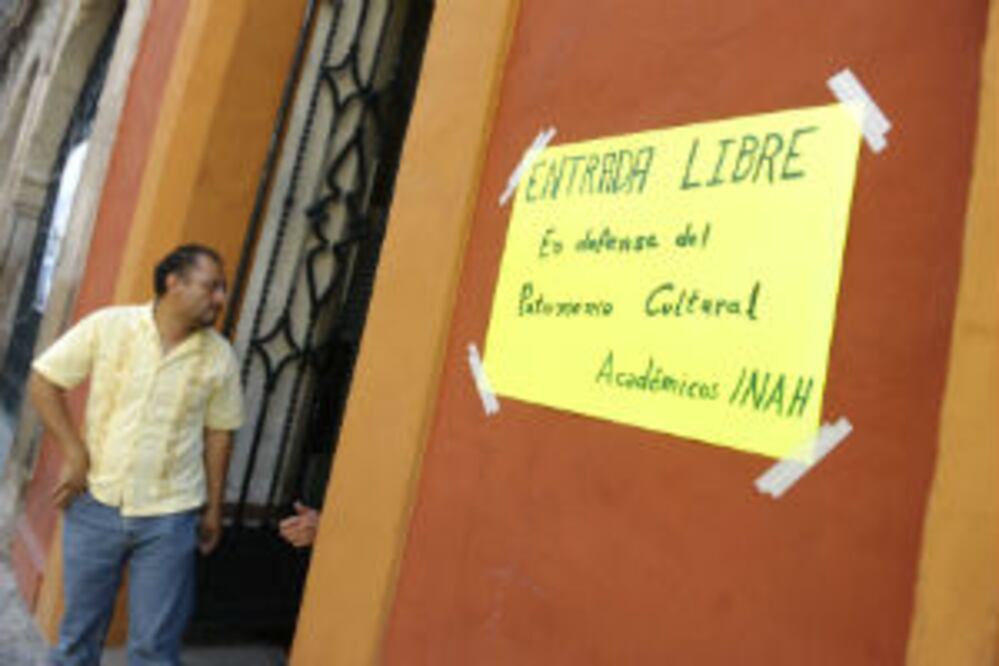 ENTRADA LIBRE
En defensa del
Patrimonio Cultural
Académicos INAH